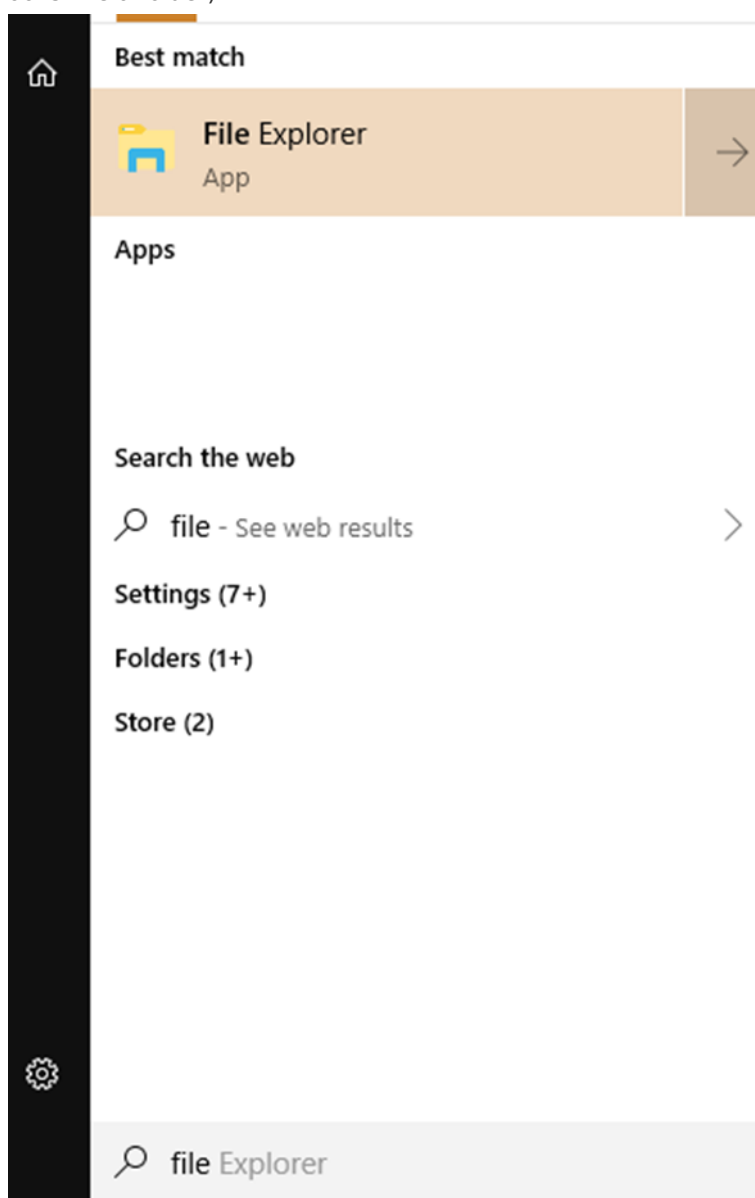 Best match
File Explorer
App
Apps
Search the web
file - See web results
Settings (7+)
Folders (1+)
Store (2)
file Explorer